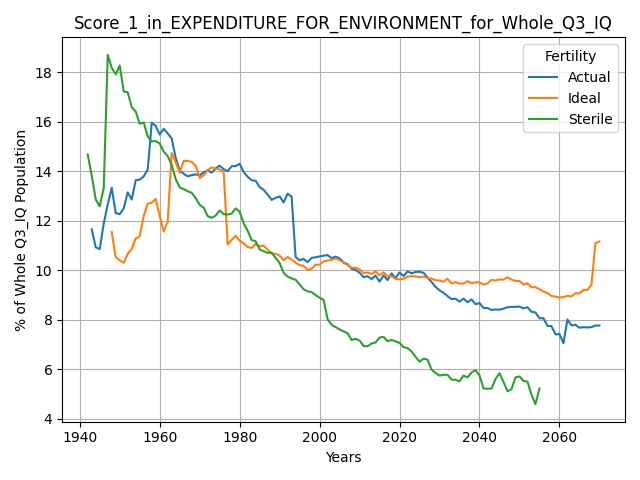 Score_1_in_EXPENDITURE_FOR_ENVIRONMENT_for_Whole_Q3_IQ
% of Whole Q3_IQ Population
18
16
14
12
10
8
6
4
Fertility
Actual
Ideal
Sterile
1940 1960 1980 2000 2020 2040 2060
Years